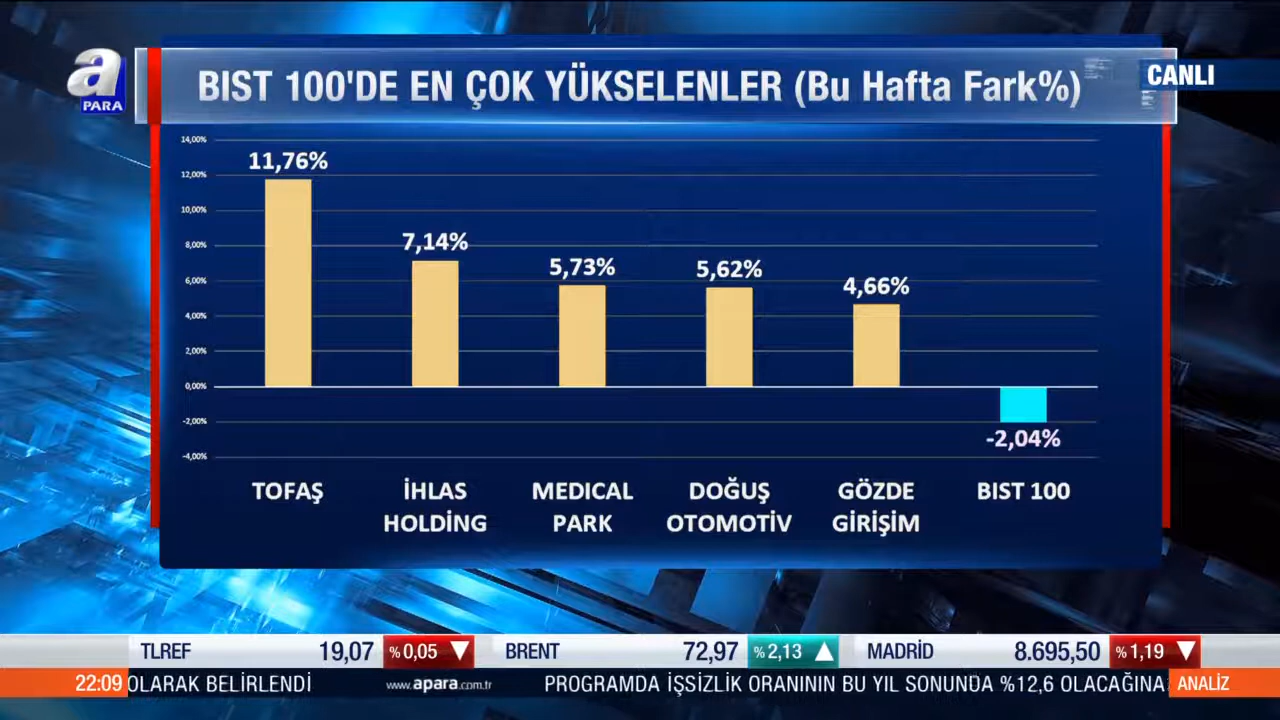 a
PARA
BIST 100'DE EN ÇOK YÜKSELENLER (Bu Hafta Fark%)
CANLI
14,00%
12,00%
10,00%
8,00%
6,00%
4,00%
2,00%
0,00%
-2,00%
-4,00%
11,76%
7,14%
5,73%
5,62%
4,66%
-2,04%
TOFAŞ
İHLAS
HOLDİNG
MEDICAL
PARK
DOĞUŞ
OTOMOTİV
GÖZDE
GİRİŞİM
BIST 100
TLREF 19,07 %0,05 ▼ BRENT 72,97 %2,13 ▲ MADRİD 8.695,50 %1,19 ▼
22:09 OLARAK BELİRLENDİ www.apara.com.tr PROGRAMDA İŞSİZLİK ORANININ BU YIL SONUNDA %12,6 OLACAĞINA ANALİZ